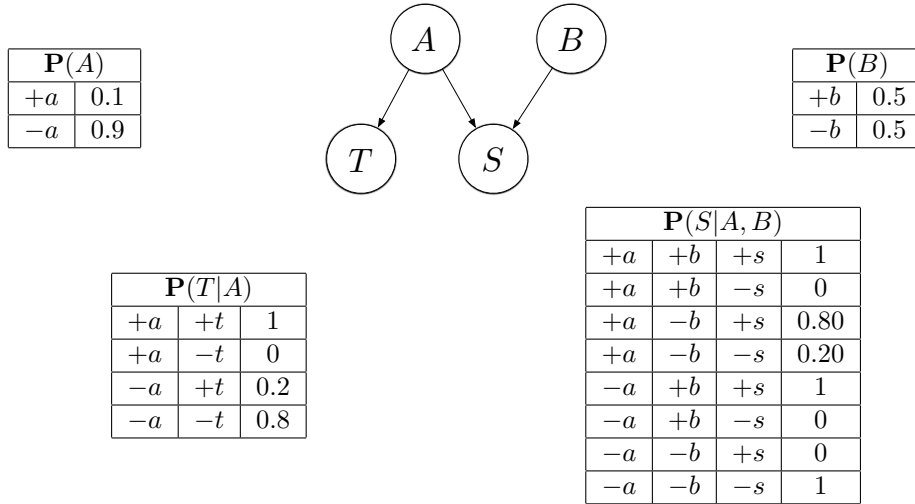 A
B
T
S
P(A)
+a 0.1
−a 0.9
P(B)
+b 0.5
−b 0.5
P(T|A)
+a +t 1
+a −t 0
−a +t 0.2
−a −t 0.8
P(S|A, B)
+a +b +s 1
+a +b −s 0
+a −b +s 0.80
+a −b −s 0.20
−a +b +s 1
−a +b −s 0
−a −b +s 0
−a −b −s 1